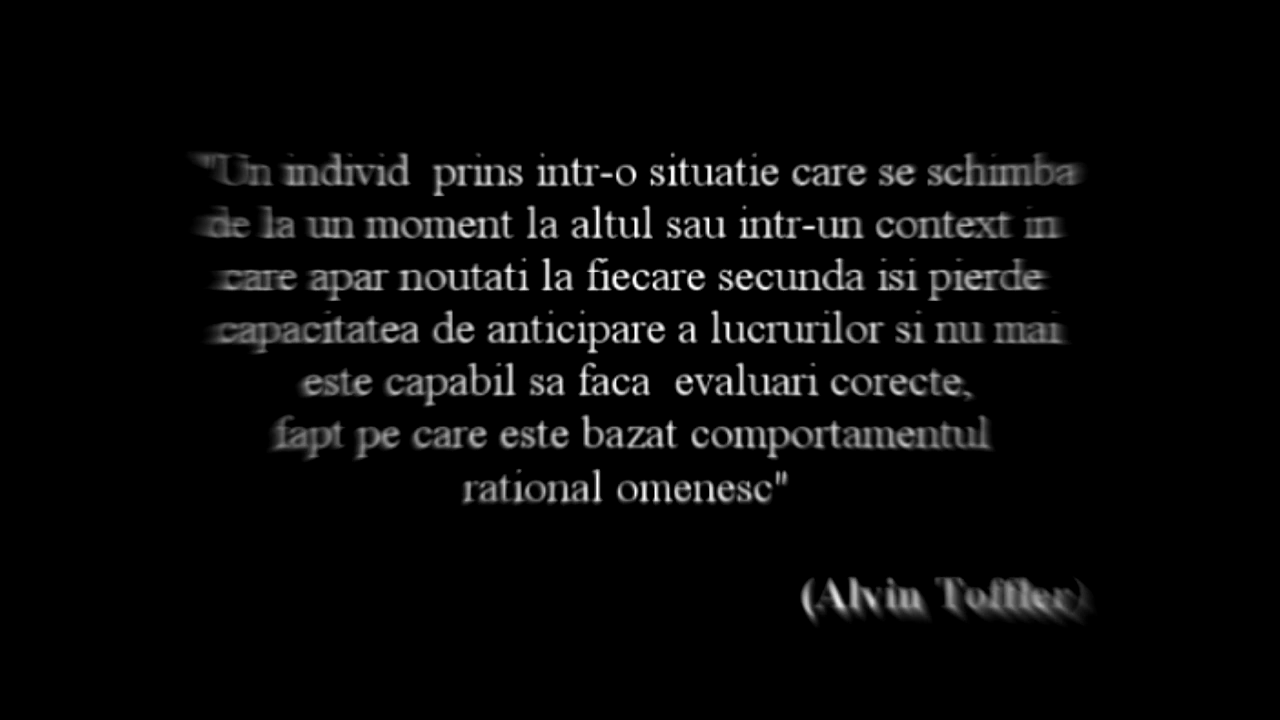 "Un individ  prins intr-o situatie care se schimba
de la un moment la altul sau intr-un context in
care apar noutati la fiecare secunda isi pierde
capacitatea de anticipare a lucrurilor si nu mai
este capabil sa faca  evaluari corecte,
fapt pe care este bazat comportamentul
rational omenesc"
(Alvin Toffler)